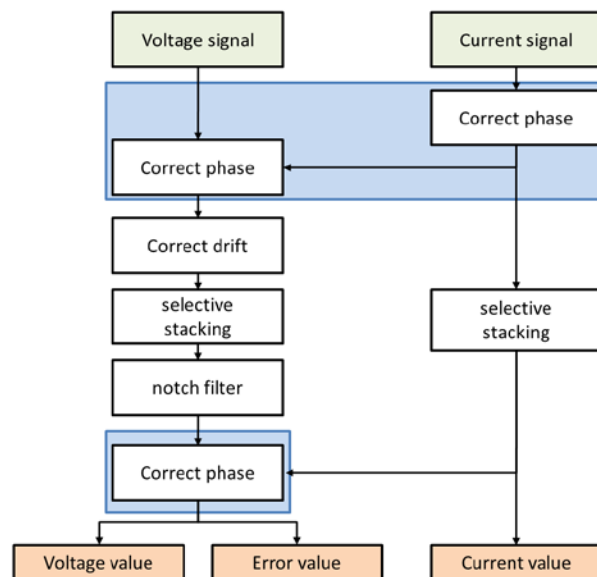 Voltage signal
Current signal
Correct phase
Correct phase
Correct drift
selective
stacking
selective
stacking
notch filter
Correct phase
Voltage value
Error value
Current value